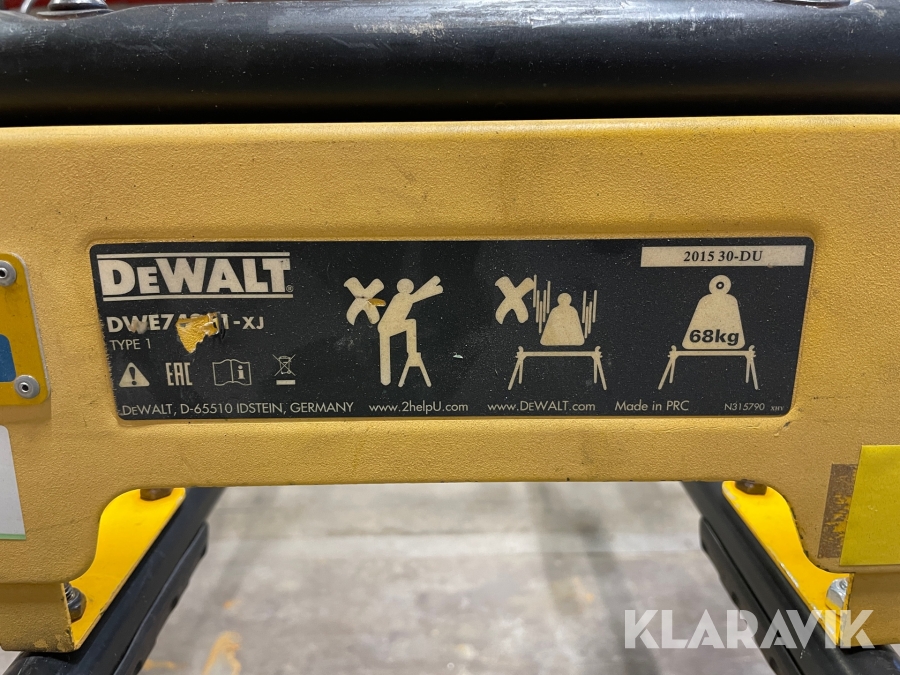 DEWALT
2015 30-DU
TYPE 1
68kg
EAC
DEWALT, D-65510 IDSTEIN, GERMANY www.2helpU.com www.DEWALT.com Made in PRC N315790
KLARAVIK